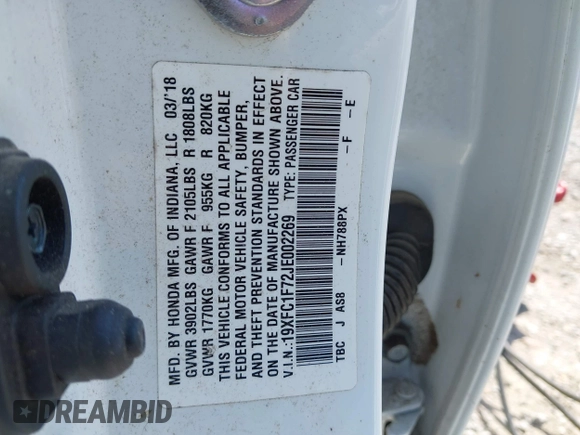 MFD. BY HONDA MFG. OF INDIANA, LLC 03/'18
GVWR 3902LBS GAWR F 2105LBS R 1808LBS
GVWR 1770KG GAWR F 955KG R 820KG
THIS VEHICLE CONFORMS TO ALL APPLICABLE
FEDERAL MOTOR VEHICLE SAFETY, BUMPER,
AND THEFT PREVENTION STANDARDS IN EFFECT
ON THE DATE OF MANUFACTURE SHOWN ABOVE.
V.I.N.:19XFC1F72JE002269 TYPE: PASSENGER CAR
TBC J AS8 –NH788PX –F –E
DREAMBID